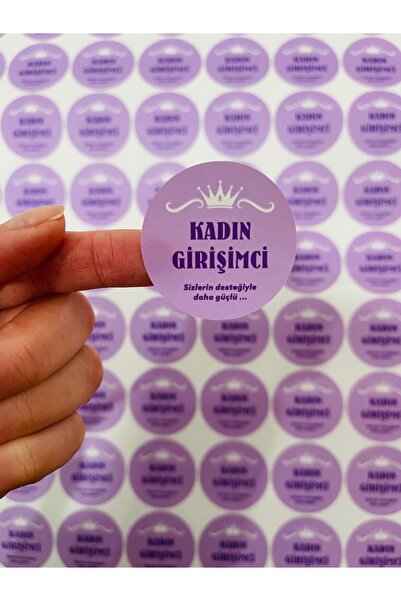 KADIN
GİRİŞİMCİ
Sizlerin desteğiyle
daha güçlü ...